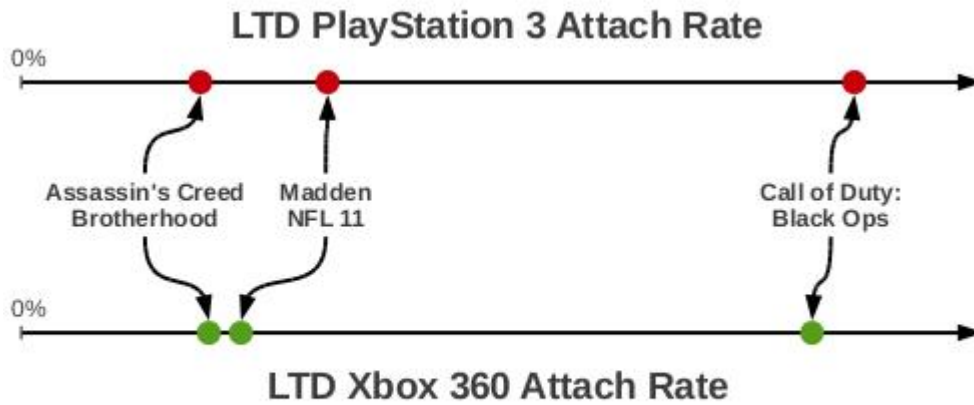 LTD PlayStation 3 Attach Rate
0%
Assassin's Creed
Brotherhood
Madden
NFL 11
Call of Duty:
Black Ops
0%
LTD Xbox 360 Attach Rate